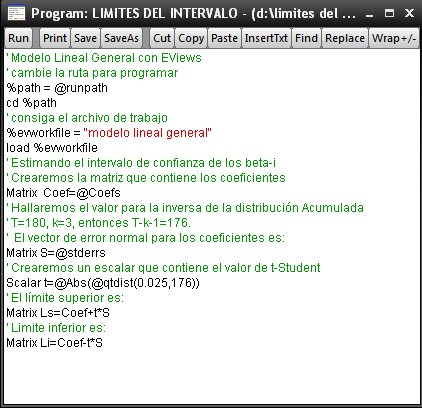 Program: LIMITES DEL INTERVALO - (d:\limites del ...
Run Print Save SaveAs Cut Copy Paste InsertTxt Find Replace Wrap+/-
' Modelo Lineal General con EViews
' cambie la ruta para programar
%path = @runpath
cd %path
' consiga el archivo de trabajo
%evworkfile = "modelo lineal general"
load %evworkfile
' Estimando el intervalo de confianza de los beta-i
' Crearemos la matriz que contiene los coeficientes
Matrix Coef=@Coefs
' Hallaremos el valor para la inversa de la distribución Acumulada
' T=180, k=3, entonces T-k-1=176.
' El vector de error normal para los coeficientes es:
Matrix S=@stderrs
' Crearemos un escalar que contiene el valor de t-Student
Scalar t=@Abs(@qtdist(0.025,176))
' El límite superior es:
Matrix Ls=Coef+t*S
' Limite inferior es:
Matrix Li=Coef-t*S